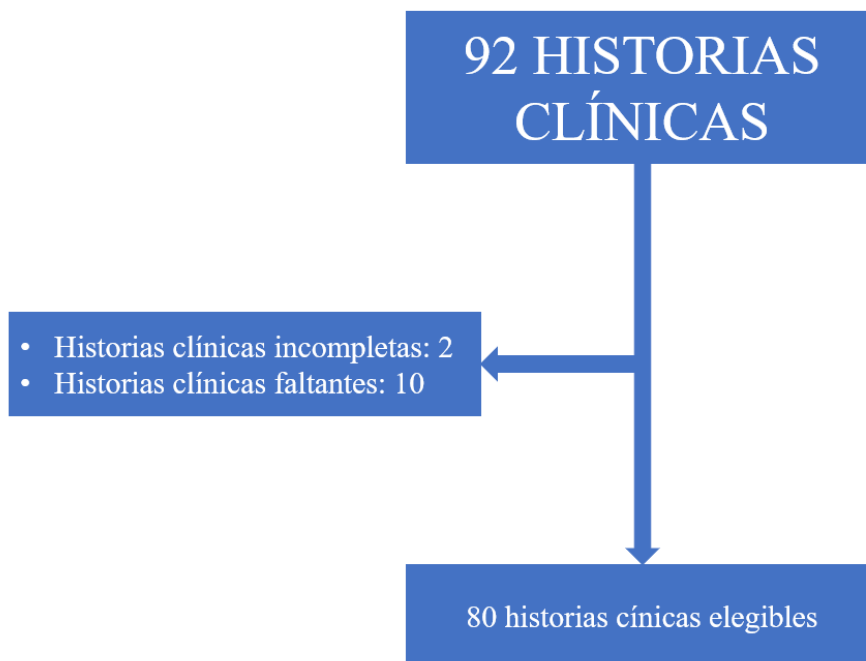 92 HISTORIAS
CLÍNICAS
• Historias clínicas incompletas: 2
• Historias clínicas faltantes: 10
80 historias cínicas elegibles